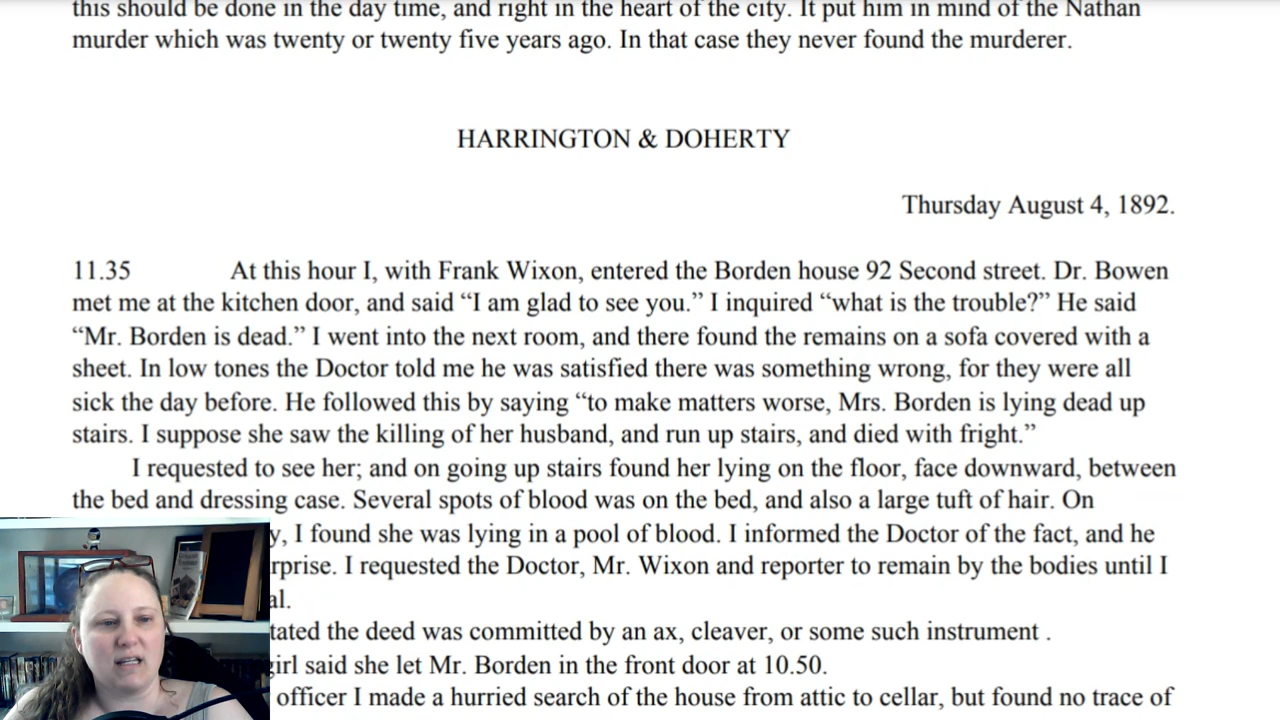 this should be done in the day time, and right in the heart of the city. It put him in mind of the Nathan
murder which was twenty or twenty five years ago. In that case they never found the murderer.
HARRINGTON & DOHERTY
Thursday August 4, 1892.
11.35 At this hour I, with Frank Wixon, entered the Borden house 92 Second street. Dr. Bowen
met me at the kitchen door, and said “I am glad to see you.” I inquired “what is the trouble?” He said
“Mr. Borden is dead.” I went into the next room, and there found the remains on a sofa covered with a
sheet. In low tones the Doctor told me he was satisfied there was something wrong, for they were all
sick the day before. He followed this by saying “to make matters worse, Mrs. Borden is lying dead up
stairs. I suppose she saw the killing of her husband, and run up stairs, and died with fright.”
I requested to see her; and on going up stairs found her lying on the floor, face downward, between
the bed and dressing case. Several spots of blood was on the bed, and also a large tuft of hair. On
y, I found she was lying in a pool of blood. I informed the Doctor of the fact, and he
rprise. I requested the Doctor, Mr. Wixon and reporter to remain by the bodies until I
al.
tated the deed was committed by an ax, cleaver, or some such instrument .
girl said she let Mr. Borden in the front door at 10.50.
officer I made a hurried search of the house from attic to cellar, but found no trace of